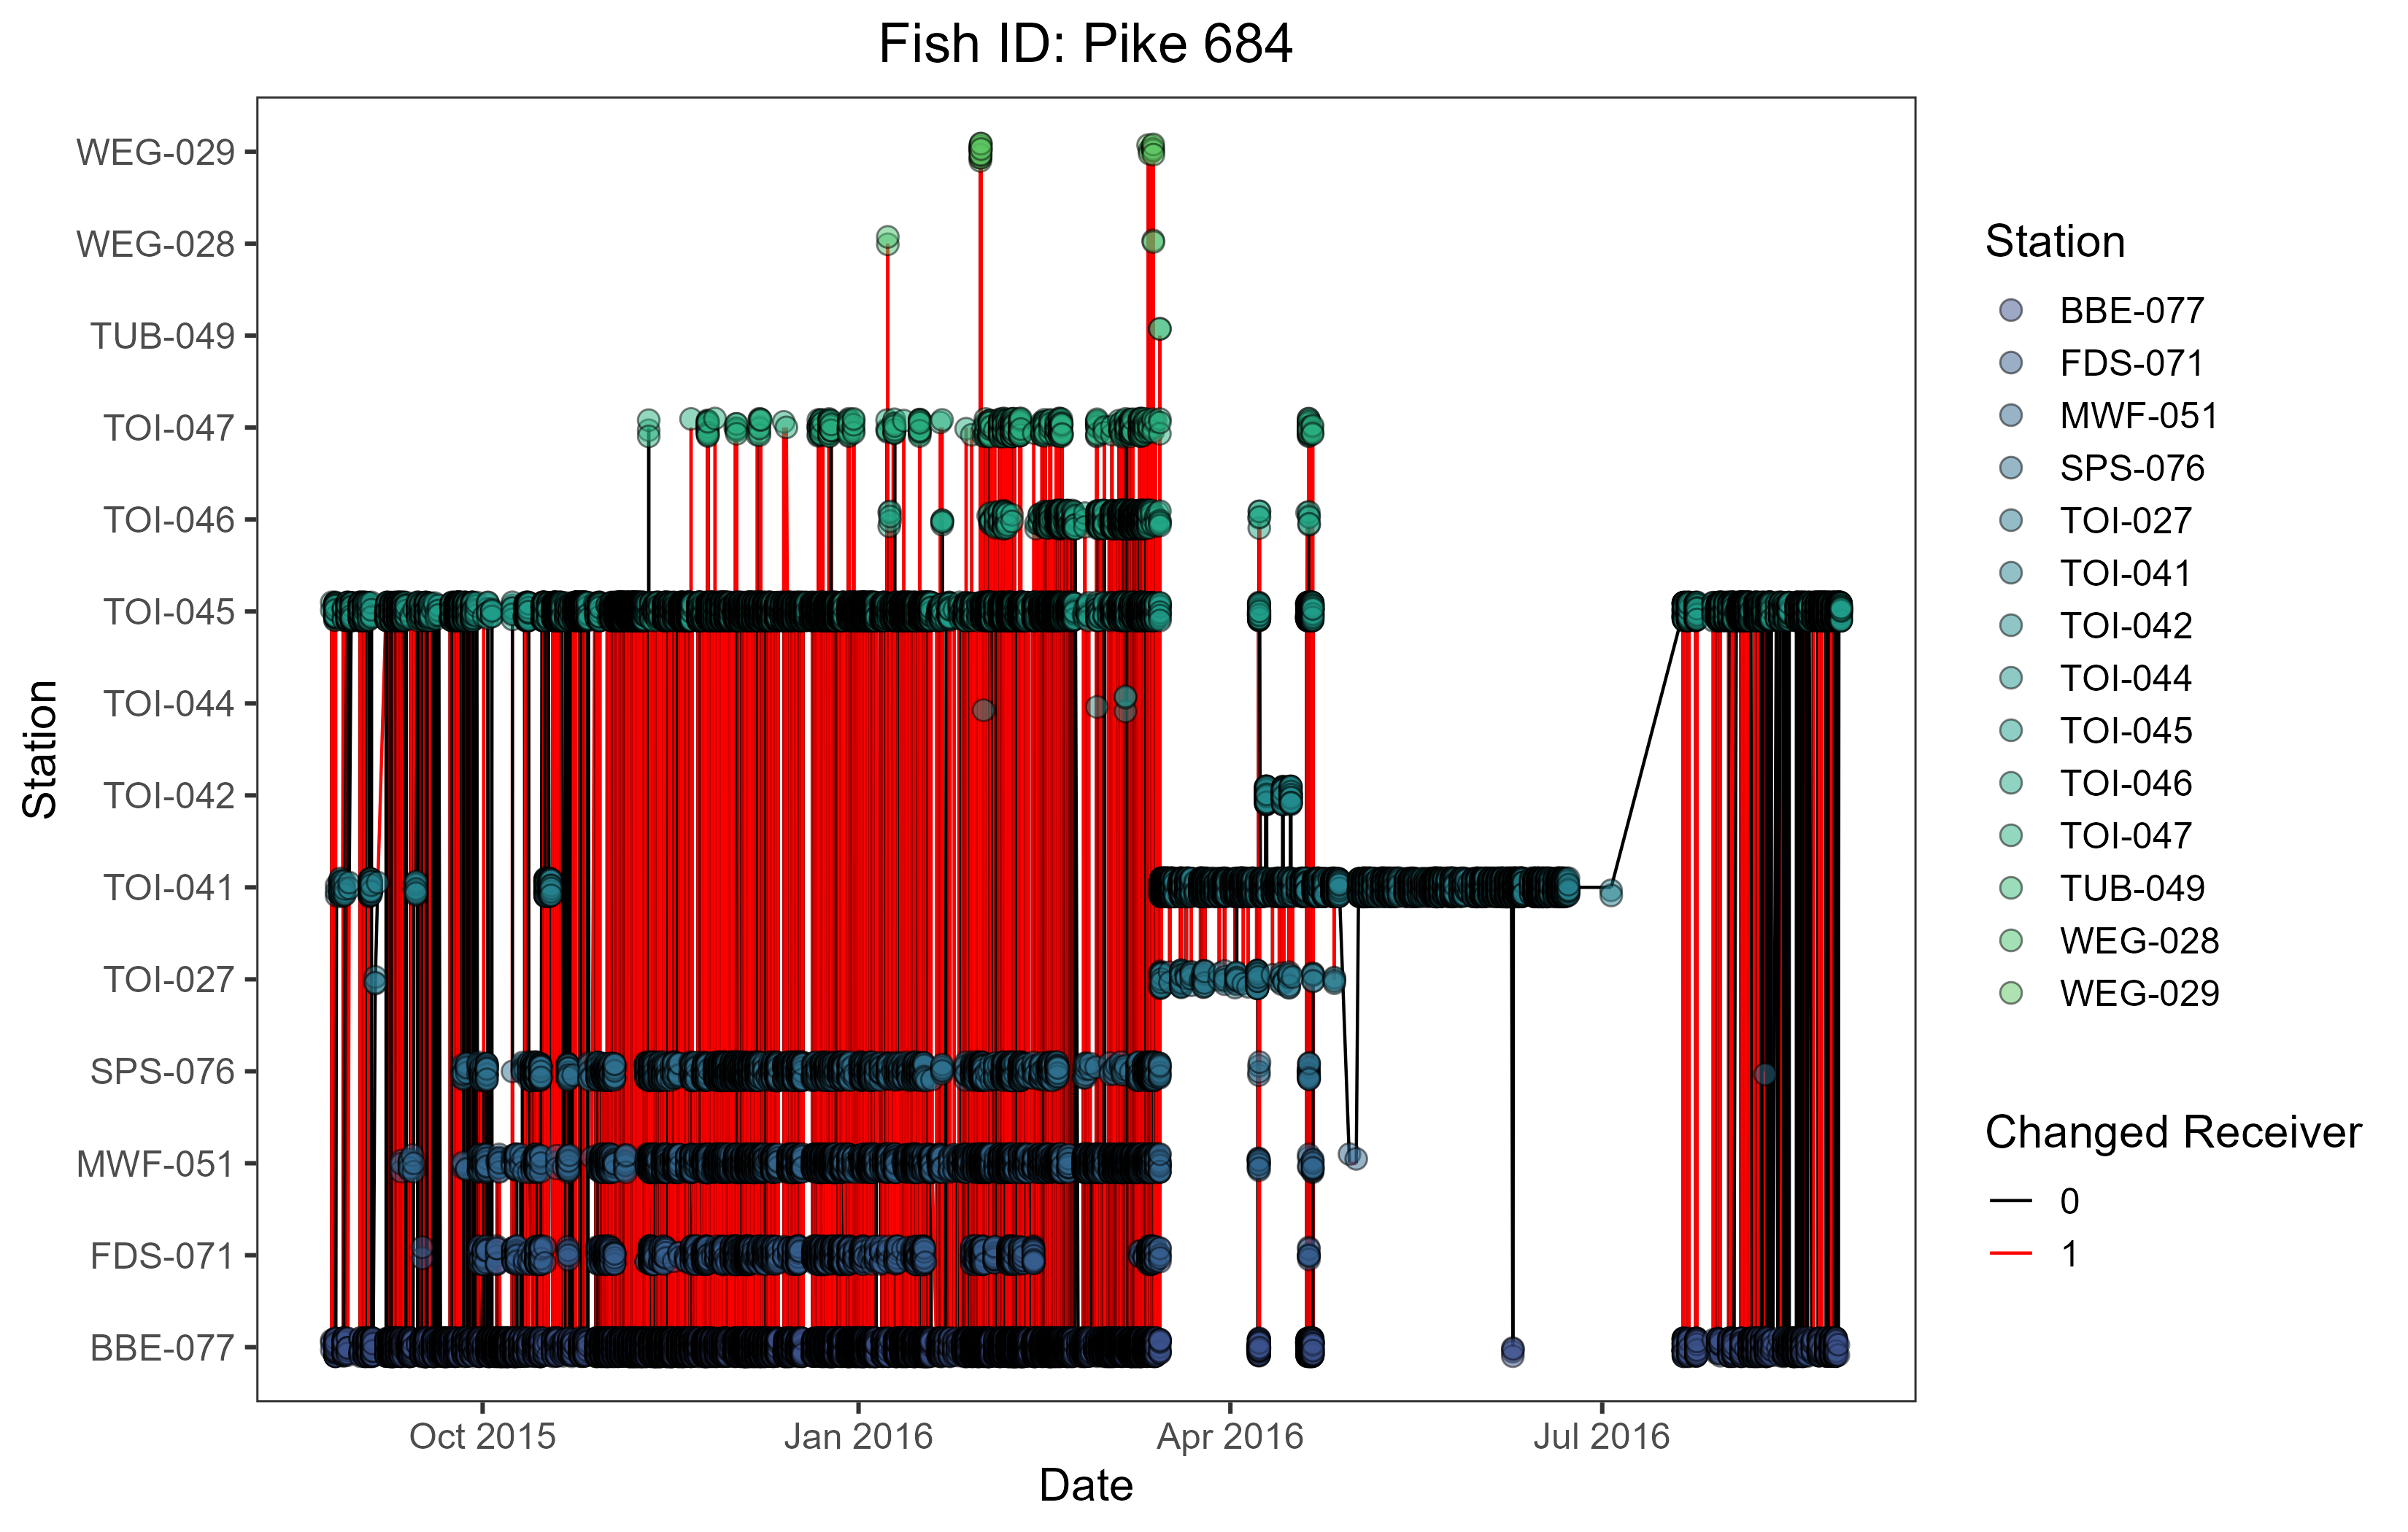 Fish ID: Pike 684
WEG-029
WEG-028
TUB-049
TOI-047
TOI-046
TOI-045
TOI-044
TOI-042
TOI-041
TOI-027
SPS-076
MWF-051
FDS-071
BBE-077
Station
Oct 2015
Jan 2016
Apr 2016
Jul 2016
Date
Station
BBE-077
FDS-071
MWF-051
SPS-076
TOI-027
TOI-041
TOI-042
TOI-044
TOI-045
TOI-046
TOI-047
TUB-049
WEG-028
WEG-029
Changed Receiver
0
1